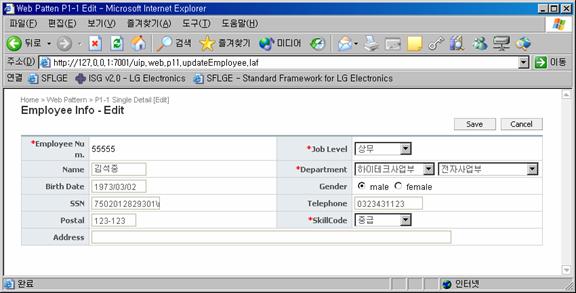 Web Patten P1-1 Edit - Microsoft Internet Explorer
파일(F) 편집(E) 보기(V) 즐겨찾기(A) 도구(T) 도움말(H)
뒤로 검색 즐겨찾기 미디어
주소(D) http://127.0.0.1:7001/uip_web_p11_updateEmployee.laf 이동
연결 SFLGE ISG v2.0 - LG Electronics SFLGE - Standard Framework for LG Electronics
Home > Web Pattern > P1-1 Single Detail [Edit]
Employee Info - Edit
Save Cancel
*Employee Nu
m. 55555 *Job Level 상무
Name 김석중 *Department 하이테크사업부 전자사업부
Birth Date 1973/03/02 Gender male female
SSN *Telephone 0323431123
Postal 123-123 *SkillCode 중급
Address
완료 인터넷